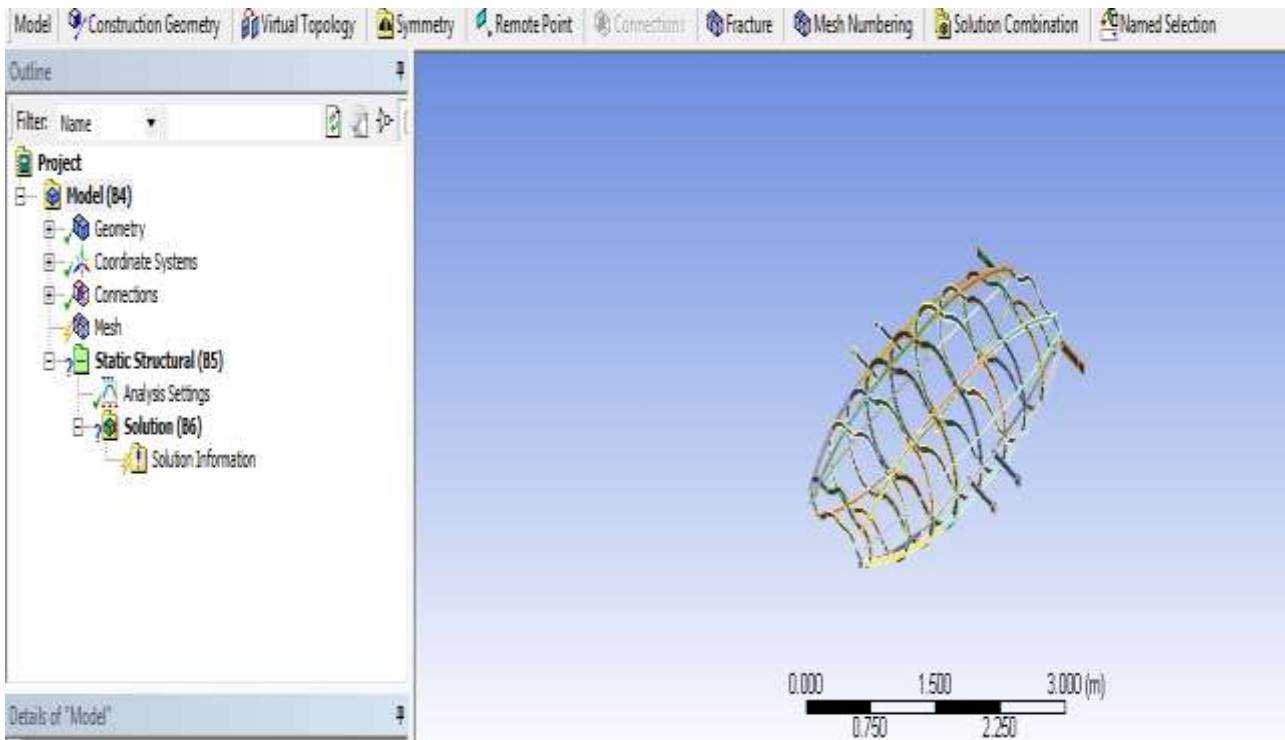 Model Construction Geometry Virtual Topology Symmetry Remote Point Connections Fracture Mesh Numbering Solution Combination Named Selection
Outline
Filter: Name
Project
Model (B4)
Geometry
Coordinate Systems
Connections
Mesh
Static Structural (B5)
Analysis Settings
Solution (B6)
Solution Information
Details of "Model"
0.000 1.500 3.000 (m)
0.750 2.250